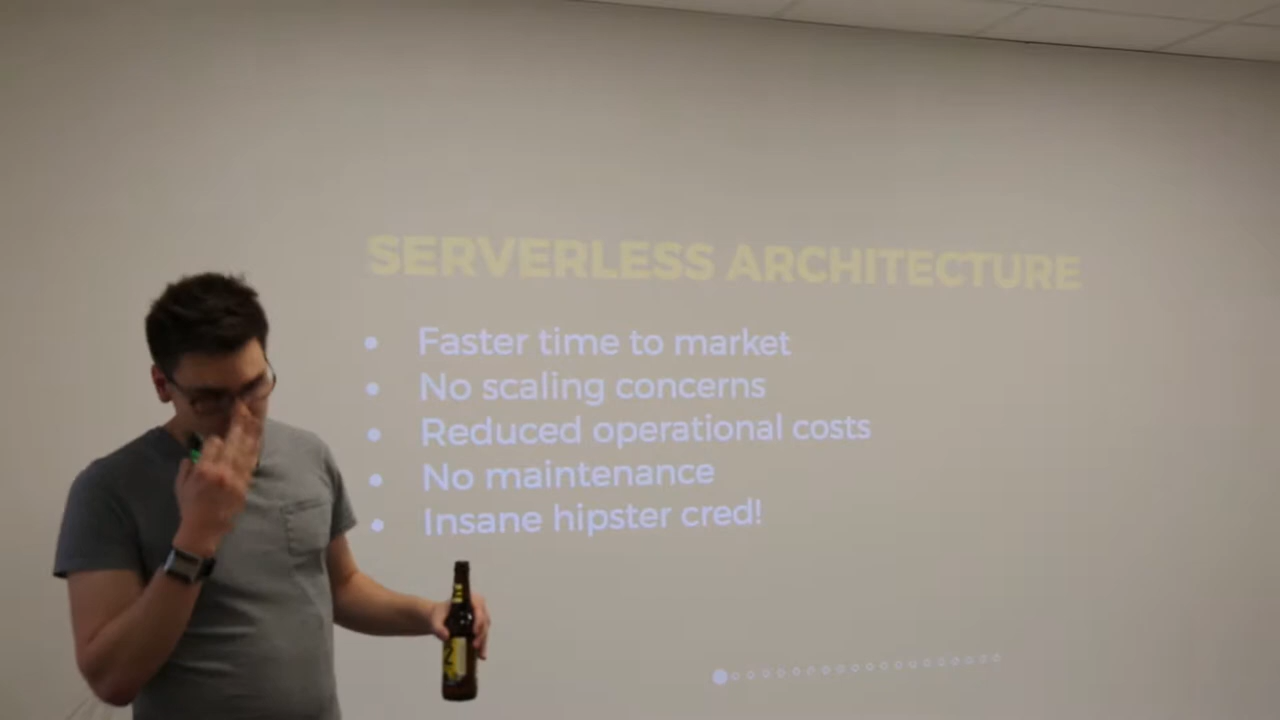 SERVERLESS ARCHITECTURE
• Faster time to market
• No scaling concerns
• Reduced operational costs
• No maintenance
• Insane hipster cred!